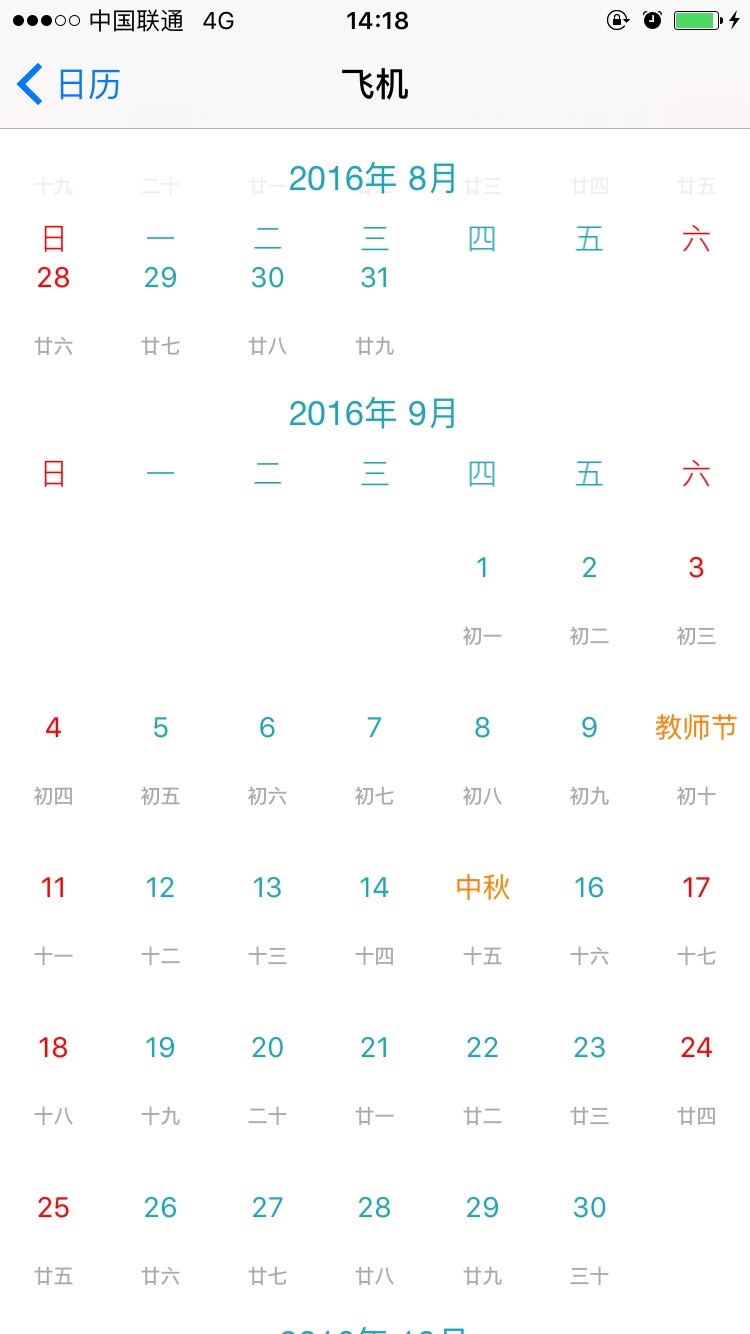 中国联通 4G 14:18
日历 飞机
十九 二十 廿一 廿三 廿四 廿五
2016年 8月
日 一 二 三 四 五 六
28 29 30 31
廿六 廿七 廿八 廿九
2016年 9月
日 一 二 三 四 五 六
1 2 3
初一 初二 初三
4 5 6 7 8 9 教师节
初四 初五 初六 初七 初八 初九 初十
11 12 13 14 中秋 16 17
十一 十二 十三 十四 十五 十六 十七
18 19 20 21 22 23 24
十八 十九 二十 廿一 廿二 廿三 廿四
25 26 27 28 29 30
廿五 廿六 廿七 廿八 廿九 三十
2016年 10月